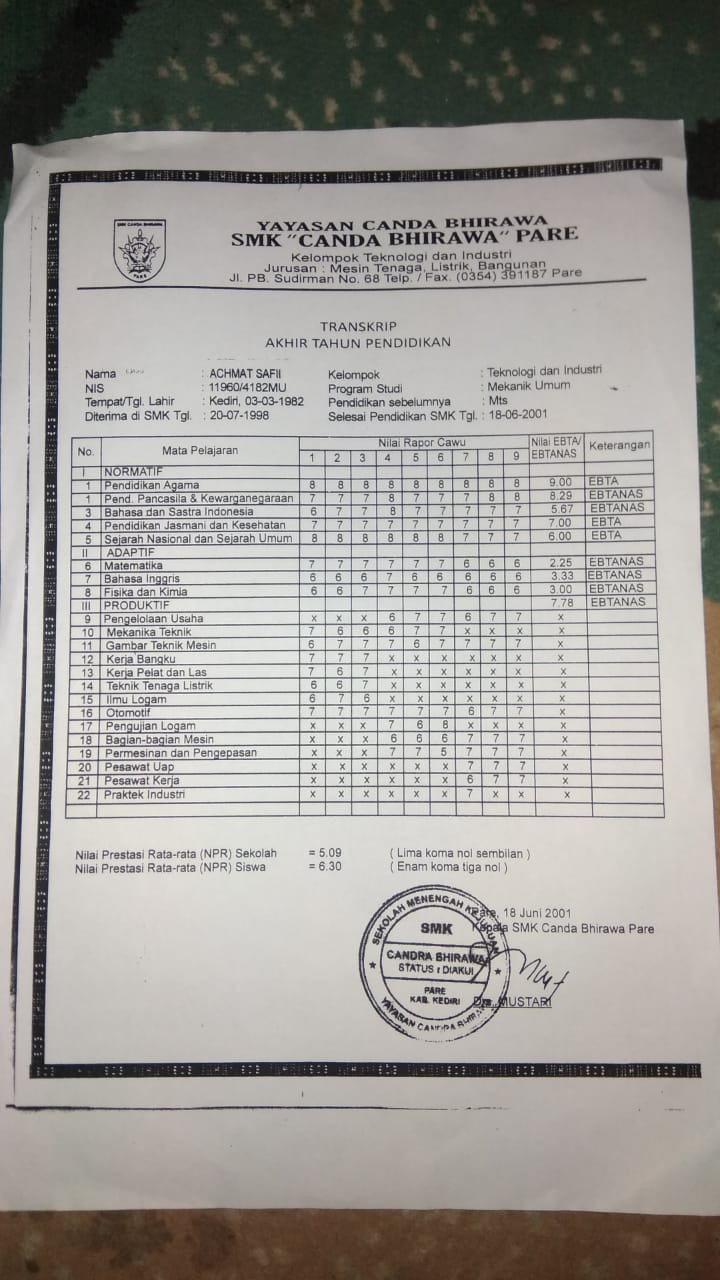 SMK CANDA BHIRAWA
PARE
YAYASAN CANDA BHIRAWA
SMK "CANDA BHIRAWA" PARE
Kelompok Teknologi dan Industri
Jurusan : Mesin Tenaga, Listrik, Bangunan
Jl. PB. Sudirman No. 68 Telp. / Fax. (0354) 391187 Pare
TRANSKRIP
AKHIR TAHUN PENDIDIKAN
Nama : ACHMAT SAFII Kelompok : Teknologi dan Industri
NIS : 11960/4182MU Program Studi : Mekanik Umum
Tempat/Tgl. Lahir : Kediri, 03-03-1982 Pendidikan sebelumnya : Mts
Diterima di SMK Tgl. : 20-07-1998 Selesai Pendidikan SMK Tgl. : 18-06-2001
No. Mata Pelajaran Nilai Rapor Cawu Nilai EBTA/ EBTANAS Keterangan
1 2 3 4 5 6 7 8 9
I NORMATIF
1 Pendidikan Agama 8 8 8 8 8 8 8 8 8 9.00 EBTA
1 Pend. Pancasila & Kewarganegaraan 7 7 7 8 7 7 7 8 8 8.29 EBTANAS
3 Bahasa dan Sastra Indonesia 6 7 7 8 7 7 7 7 7 5.67 EBTANAS
4 Pendidikan Jasmani dan Kesehatan 7 7 7 7 7 7 7 7 7 7.00 EBTA
5 Sejarah Nasional dan Sejarah Umum 8 8 8 8 8 8 7 7 7 6.00 EBTA
II ADAPTIF
6 Matematika 7 7 7 7 7 7 6 6 6 2.25 EBTANAS
7 Bahasa Inggris 6 6 6 7 6 6 6 6 6 3.33 EBTANAS
8 Fisika dan Kimia 6 6 7 7 7 7 6 6 6 3.00 EBTANAS
III PRODUKTIF 7.78 EBTANAS
9 Pengelolaan Usaha x x x 6 7 7 6 7 7 x
10 Mekanika Teknik 7 6 6 6 7 7 x x x x
11 Gambar Teknik Mesin 6 7 7 7 6 7 7 7 7 x
12 Kerja Bangku 7 7 7 x x x x x x x
13 Kerja Pelat dan Las 7 6 7 x x x x x x x
14 Teknik Tenaga Listrik 6 6 7 x x x x x x x
15 Ilmu Logam 6 7 6 x x x x x x x
16 Otomotif 7 7 7 7 7 7 6 7 7 x
17 Pengujian Logam x x x 7 6 8 x x x x
18 Bagian-bagian Mesin x x x 6 6 6 7 7 7 x
19 Permesinan dan Pengepasan x x x 7 7 5 7 7 7 x
20 Pesawat Uap x x x x x x 7 7 7 x
21 Pesawat Kerja x x x x x x 6 7 7 x
22 Praktek Industri x x x x x x 7 x x x
Nilai Prestasi Rata-rata (NPR) Sekolah = 5.09 ( Lima koma nol sembilan )
Nilai Prestasi Rata-rata (NPR) Siswa = 6.30 ( Enam koma tiga nol )
Pare, 18 Juni 2001
Kepala SMK Canda Bhirawa Pare
SEKOLAH MENENGAH KEJURUAN
SMK
CANDRA BHIRAWA
STATUS : DIAKUI
PARE
KAB. KEDIRI
YAYASAN CANDRA BHIRAWA
MUSTARI